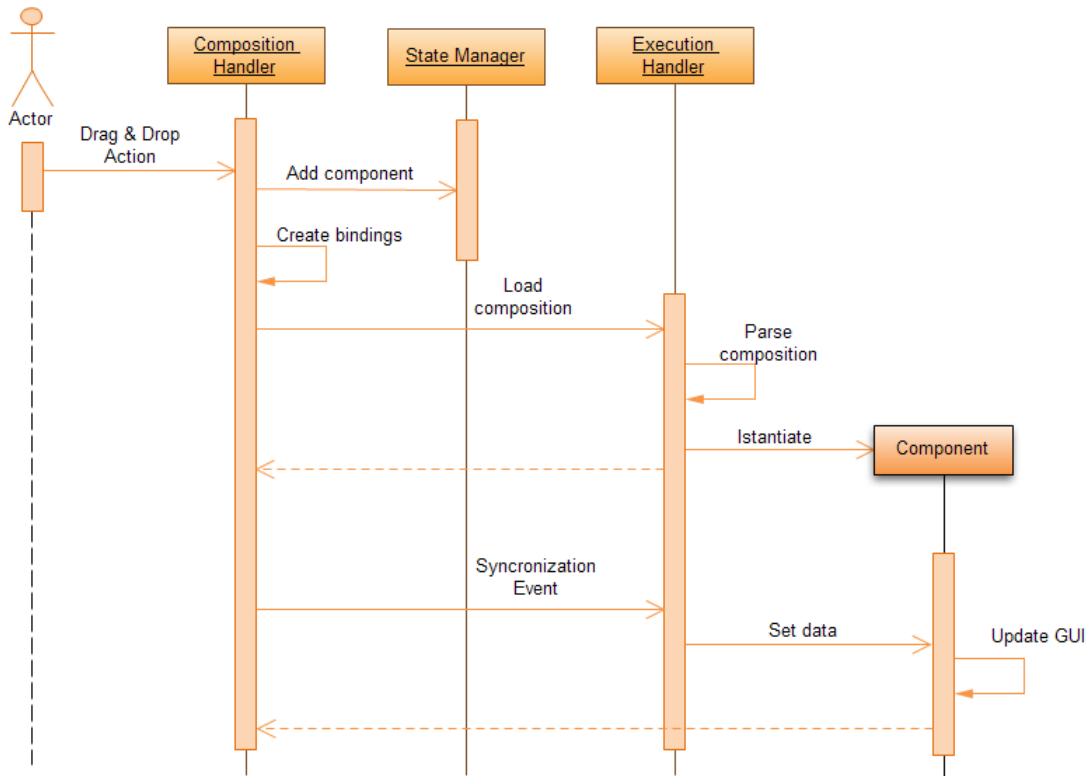 Composition
Handler
State Manager
Execution
Handler
Actor
Drag & Drop
Action
Add component
Create bindings
Load
composition
Parse
composition
Istantiate
Component
Syncronization
Event
Set data
Update GUI